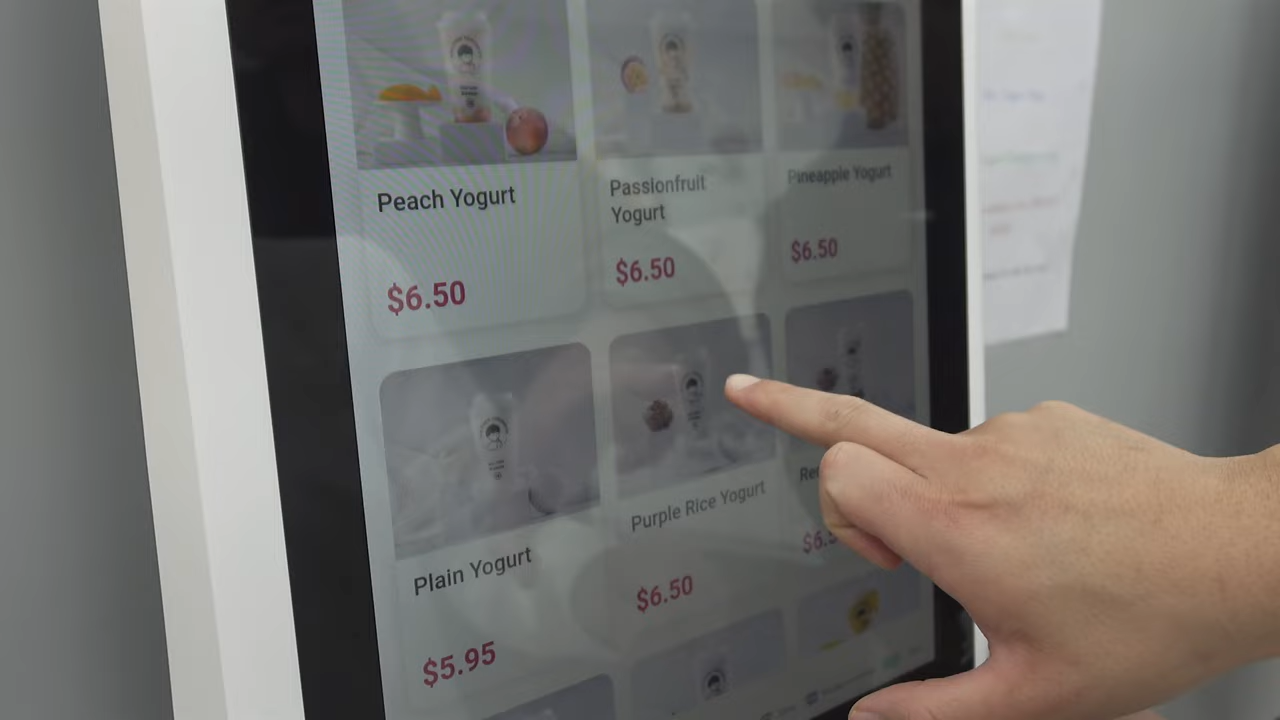 Peach Yogurt
$6.50
Passionfruit
Yogurt
$6.50
Pineapple Yogurt
$6.50
Plain Yogurt
$5.95
Purple Rice Yogurt
$6.50